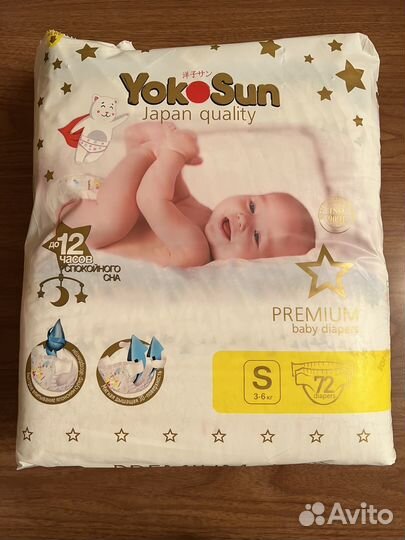 洋子サン
YokoSun
Japan quality
до 12
ЧАСОВ
СПОКОЙНОГО
СНА
PREMIUM
baby diapers
S
3-6 кг
72
diapers
PREMIUM
Avito